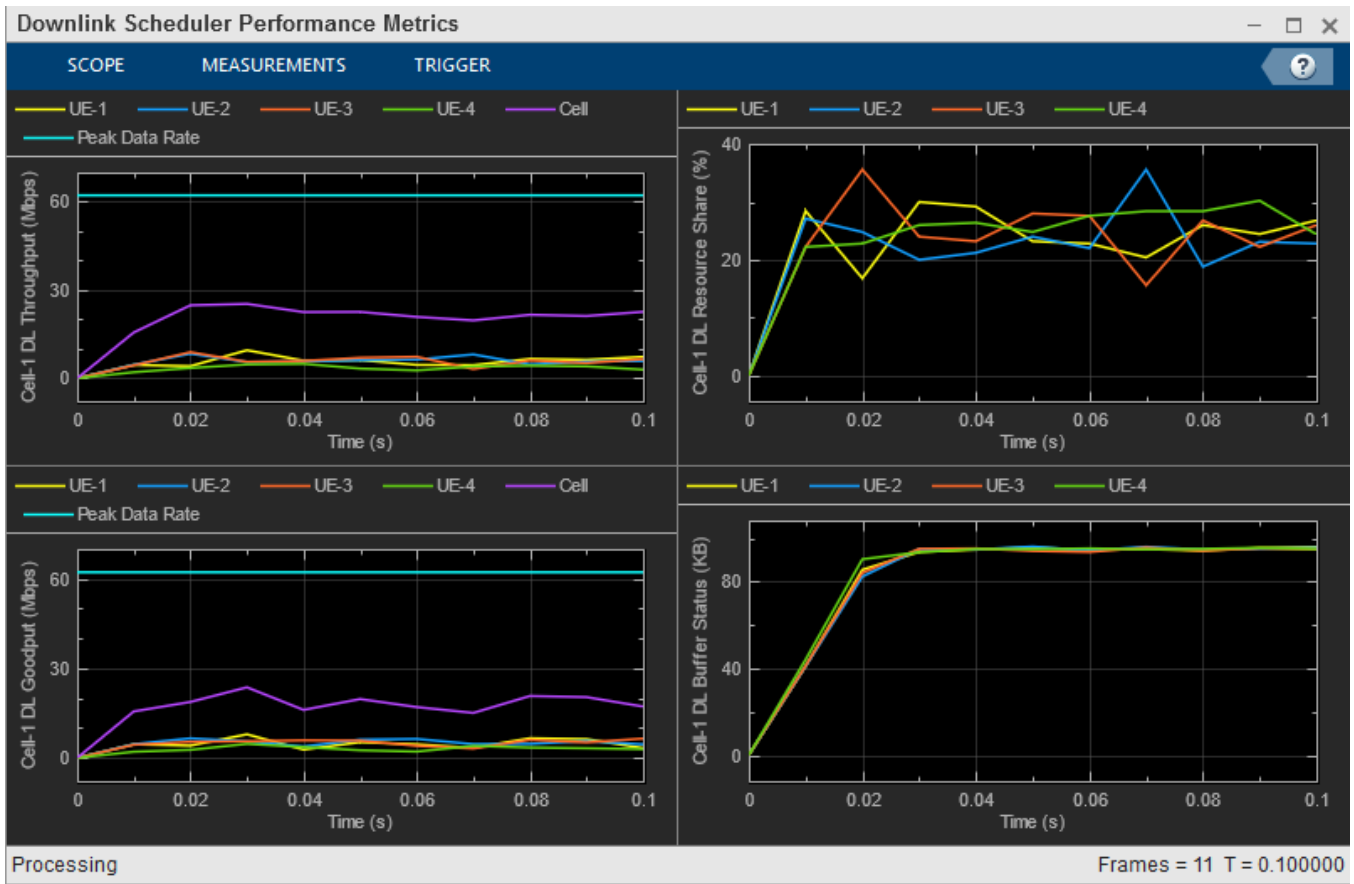 Downlink Scheduler Performance Metrics
SCOPE MEASUREMENTS TRIGGER ?
UE-1 UE-2 UE-3 UE-4 Cell
Peak Data Rate
Cell-1 DL Throughput (Mbps)
60
30
0
0 0.02 0.04 0.06 0.08 0.1
Time (s)
UE-1 UE-2 UE-3 UE-4
Cell-1 DL Resource Share (%)
40
20
0
0 0.02 0.04 0.06 0.08 0.1
Time (s)
UE-1 UE-2 UE-3 UE-4 Cell
Peak Data Rate
Cell-1 DL Goodput (Mbps)
60
30
0
0 0.02 0.04 0.06 0.08 0.1
Time (s)
UE-1 UE-2 UE-3 UE-4
Cell-1 DL Buffer Status (KB)
80
40
0
0 0.02 0.04 0.06 0.08 0.1
Time (s)
Processing Frames = 11 T = 0.100000